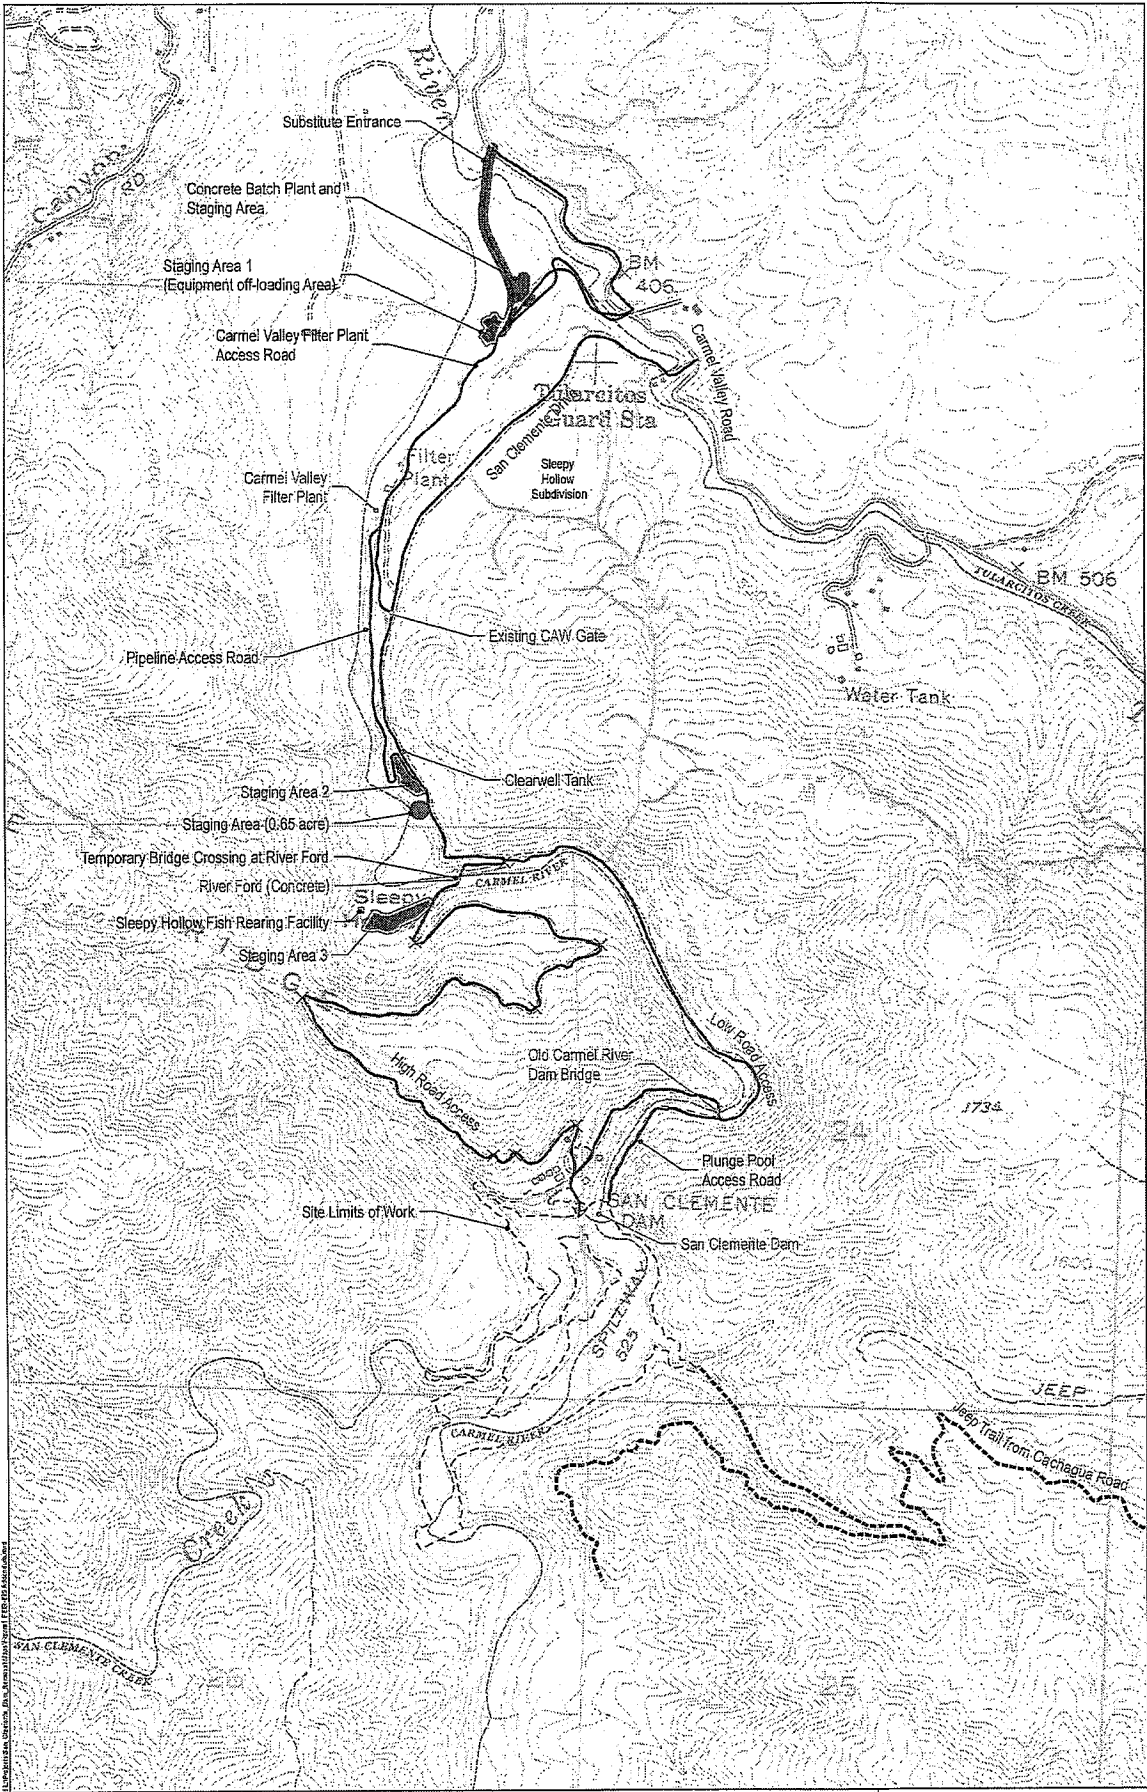 River
Substitute Entrance
Canyon
RD
Concrete Batch Plant and
Staging Area
BM
406
Staging Area 1
(Equipment off-loading Area)
Carmel Valley Filter Plant
Access Road
Carmel Valley Road
Tularcitos
Guard Sta
San Clemente Drive
Filter
Plant
Sleepy
Hollow
Subdivision
Carmel Valley
Filter Plant
TULARCITOS CREEK
BM 506
Existing CAW Gate
Pipeline Access Road
Water Tank
Clearwell Tank
Staging Area 2
Staging Area (0.65 acre)
Temporary Bridge Crossing at River Ford
CARMEL RIVER
River Ford (Concrete)
Sleepy
Sleepy Hollow Fish Rearing Facility
Staging Area 3
Low Road Access
Old Carmel River
Dam Bridge
High Road Access
1734
24
Plunge Pool
Access Road
SAN CLEMENTE
DAM
Site Limits of Work
San Clemente Dam
1600
SPILLWAY
525
JEEP
Jeep Trail from Cachagua Road
CARMEL RIVER
Creek
SAN CLEMENTE CREEK
26
25